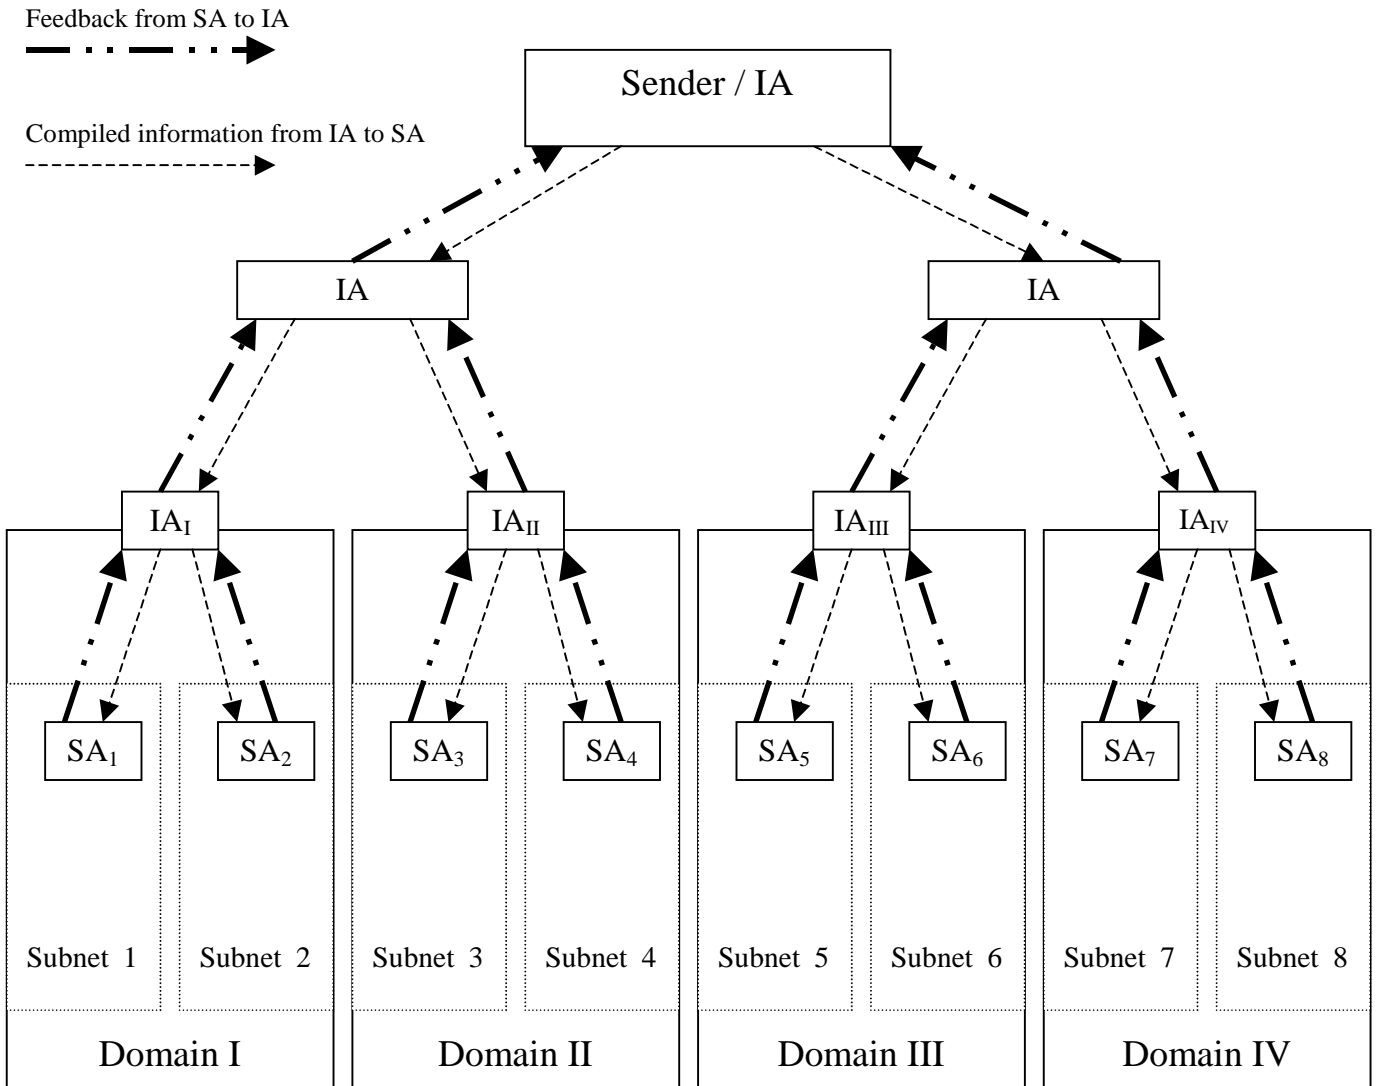 Feedback from SA to IA
Sender / IA
Compiled information from IA to SA
IA
IA
IA_I
IA_II
IA_III
IA_IV
SA_1
SA_2
SA_3
SA_4
SA_5
SA_6
SA_7
SA_8
Subnet 1
Subnet 2
Subnet 3
Subnet 4
Subnet 5
Subnet 6
Subnet 7
Subnet 8
Domain I
Domain II
Domain III
Domain IV